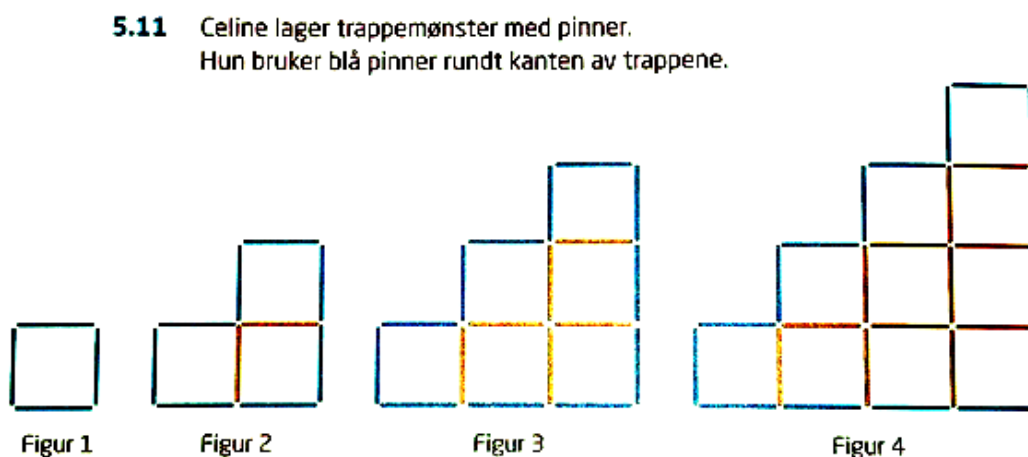 5.11 Celine lager trappemønster med pinner.
Hun bruker blå pinner rundt kanten av trappene.
Figur 1
Figur 2
Figur 3
Figur 4